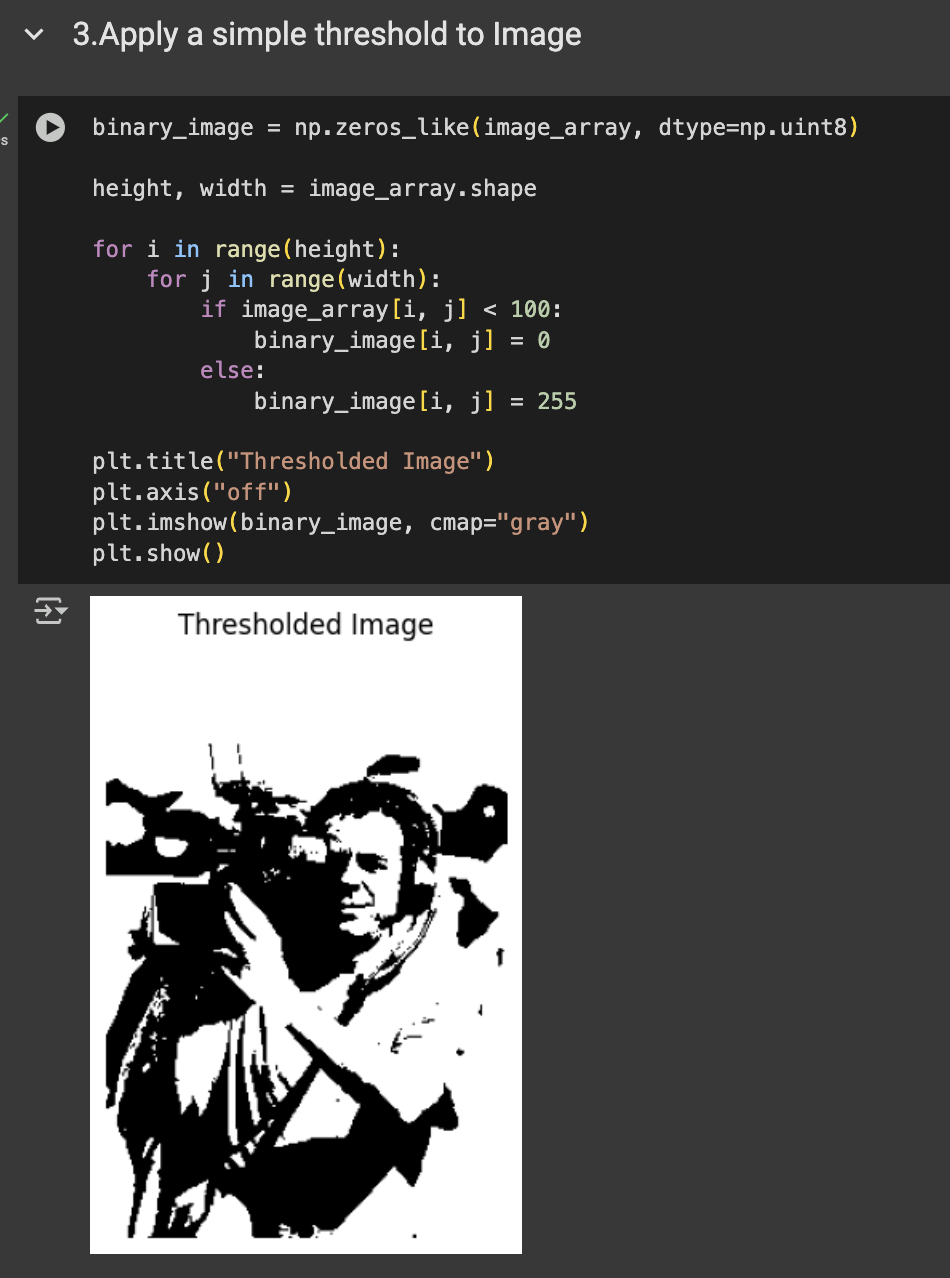 3.Apply a simple threshold to Image
s
binary_image = np.zeros_like(image_array, dtype=np.uint8)
height, width = image_array.shape
for i in range(height):
    for j in range(width):
        if image_array[i, j] < 100:
            binary_image[i, j] = 0
        else:
            binary_image[i, j] = 255
plt.title("Thresholded Image")
plt.axis("off")
plt.imshow(binary_image, cmap="gray")
plt.show()
Thresholded Image